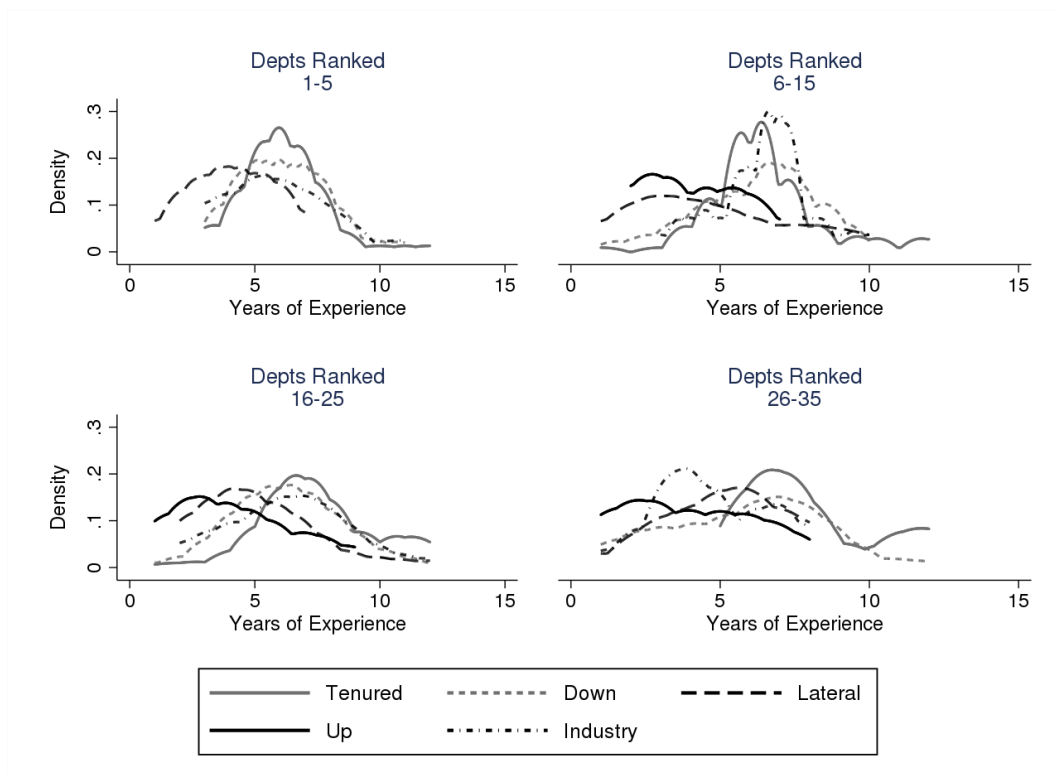 Depts Ranked
1-5
Density
0 .1 .2 .3
0 5 10 15
Years of Experience
Depts Ranked
6-15
0 5 10 15
Years of Experience
Depts Ranked
16-25
Density
0 .1 .2 .3
0 5 10 15
Years of Experience
Depts Ranked
26-35
0 5 10 15
Years of Experience
Tenured Down Lateral
Up Industry